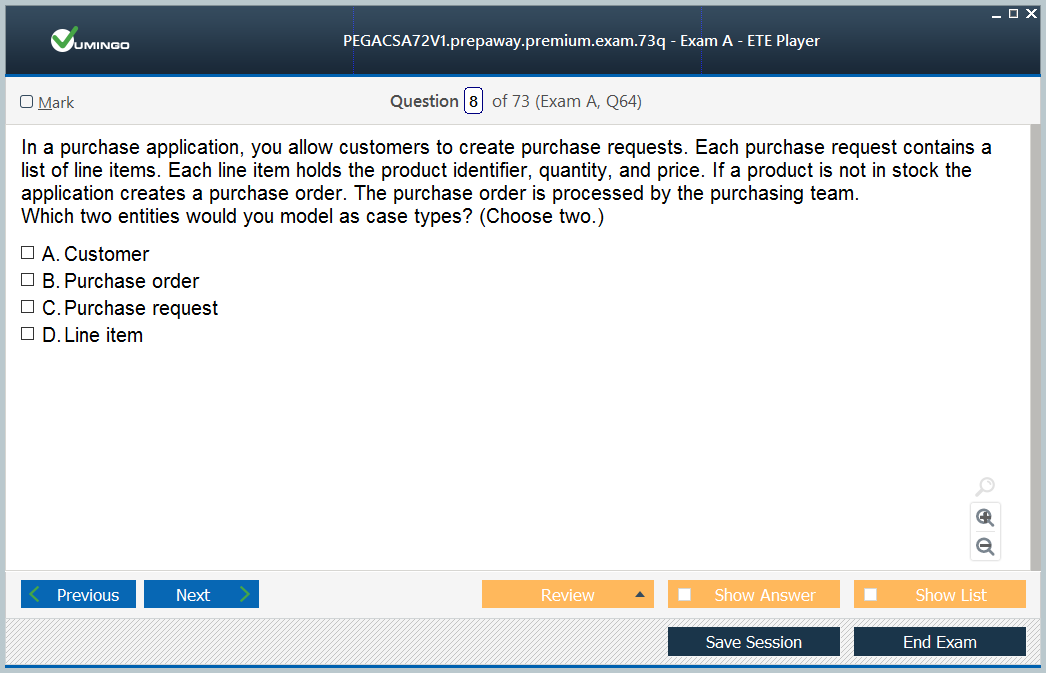 VUMINGO
PEGACSA72V1.prepaway.premium.exam.73q - Exam A - ETE Player
Mark
Question 8 of 73 (Exam A, Q64)
In a purchase application, you allow customers to create purchase requests. Each purchase request contains a
list of line items. Each line item holds the product identifier, quantity, and price. If a product is not in stock the
application creates a purchase order. The purchase order is processed by the purchasing team.
Which two entities would you model as case types? (Choose two.)
A. Customer
B. Purchase order
C. Purchase request
D. Line item
Previous
Next
Review
Show Answer
Show List
Save Session
End Exam